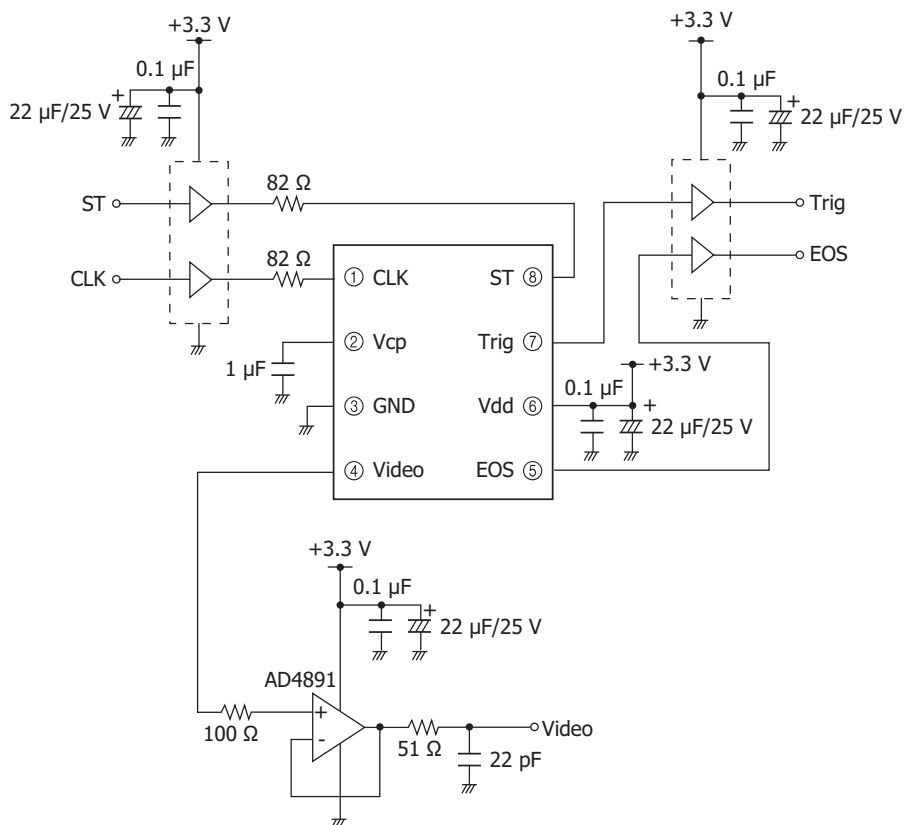 +3.3 V
0.1 µF
22 µF/25 V
+
+3.3 V
0.1 µF
+
22 µF/25 V
82 Ω
ST
Trig
82 Ω
EOS
CLK
① CLK
ST ⑧
② Vcp
Trig ⑦
1 µF
+3.3 V
0.1 µF
③ GND
Vdd ⑥
+
22 µF/25 V
④ Video
EOS ⑤
+3.3 V
0.1 µF
+
22 µF/25 V
AD4891
+
-
100 Ω
51 Ω
Video
22 pF